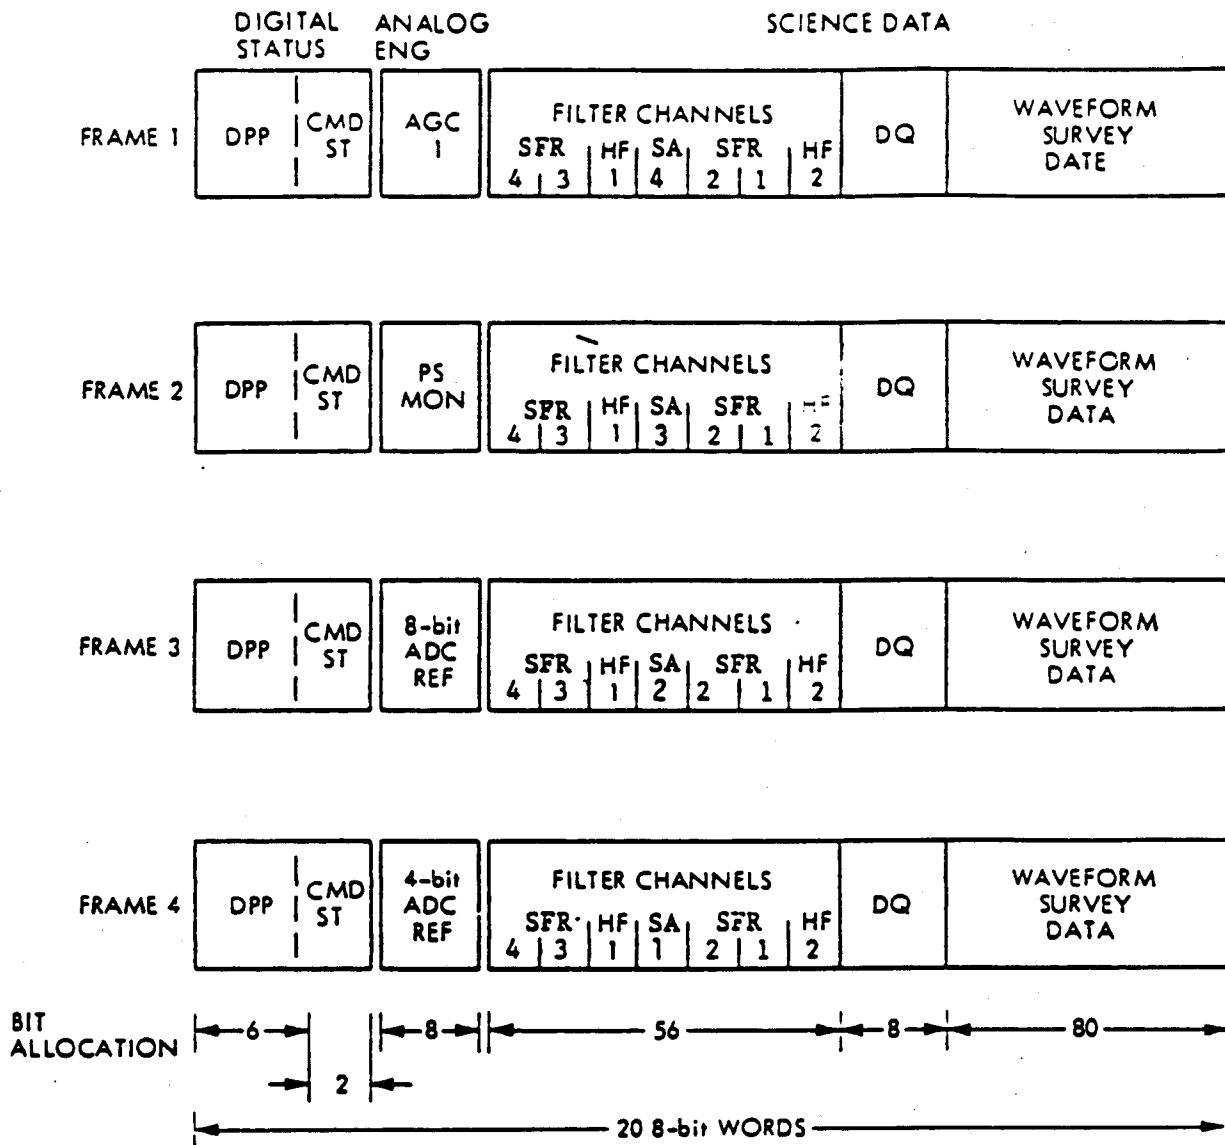 DIGITAL STATUS ANALOG ENG SCIENCE DATA
FRAME 1 DPP CMD ST AGC 1 FILTER CHANNELS DQ WAVEFORM SURVEY DATE
SFR HF SA SFR HF
4 3 1 4 2 1 2
FRAME 2 DPP CMD ST PS MON FILTER CHANNELS DQ WAVEFORM SURVEY DATA
SFR HF SA SFR HF
4 3 1 3 2 1 2
FRAME 3 DPP CMD ST 8-bit ADC REF FILTER CHANNELS DQ WAVEFORM SURVEY DATA
SFR HF SA SFR HF
4 3 1 2 2 1 2
FRAME 4 DPP CMD ST 4-bit ADC REF FILTER CHANNELS DQ WAVEFORM SURVEY DATA
SFR HF SA SFR HF
4 3 1 1 2 1 2
BIT ALLOCATION 6 8 56 8 80
2
20 8-bit WORDS